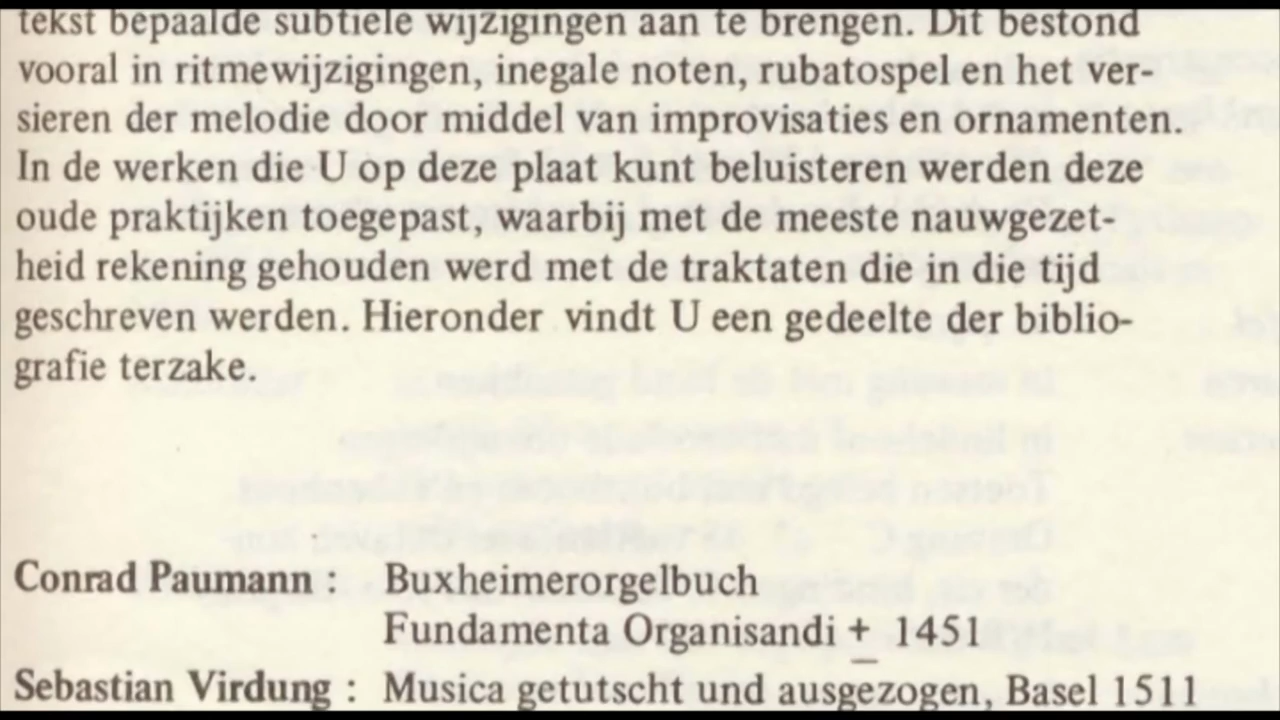 tekst bepaalde subtiele wijzigingen aan te brengen. Dit bestond
vooral in ritmewijzigingen, inegale noten, rubatospel en het ver-
sieren der melodie door middel van improvisaties en ornamenten.
In de werken die U op deze plaat kunt beluisteren werden deze
oude praktijken toegepast, waarbij met de meeste nauwgezet-
heid rekening gehouden werd met de traktaten die in die tijd
geschreven werden. Hieronder vindt U een gedeelte der biblio-
grafie terzake.
Conrad Paumann : Buxheimerorgelbuch
Fundamenta Organisandi ± 1451
Sebastian Virdung : Musica getutscht und ausgezogen, Basel 1511